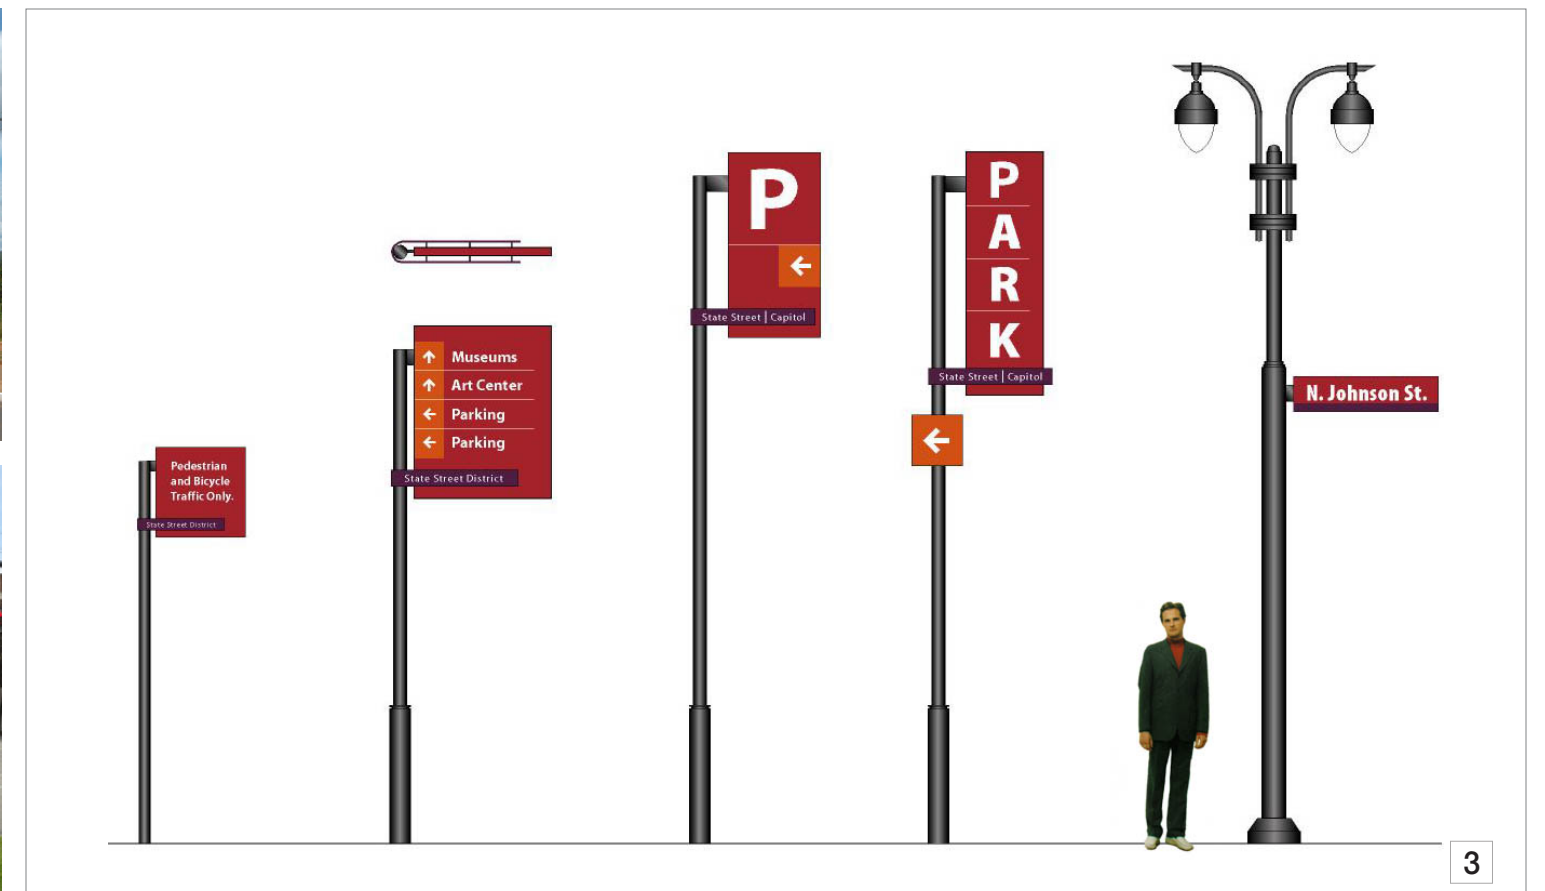 Pedestrian
and Bicycle
Traffic Only.
State Street District
Museums
Art Center
Parking
Parking
State Street District
P
State Street | Capitol
P
A
R
K
State Street | Capitol
N. Johnson St.
3